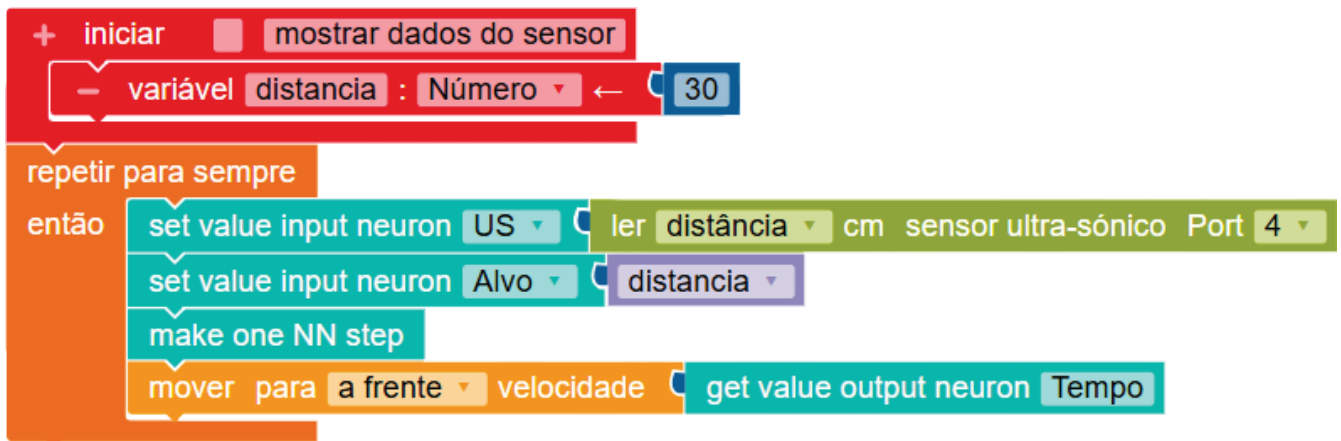 + iniciar mostrar dados do sensor
– variável distancia : Número ← 30
repetir para sempre
então set value input neuron US ler distância cm sensor ultra-sónico Port 4
set value input neuron Alvo distancia
make one NN step
mover para a frente velocidade get value output neuron Tempo